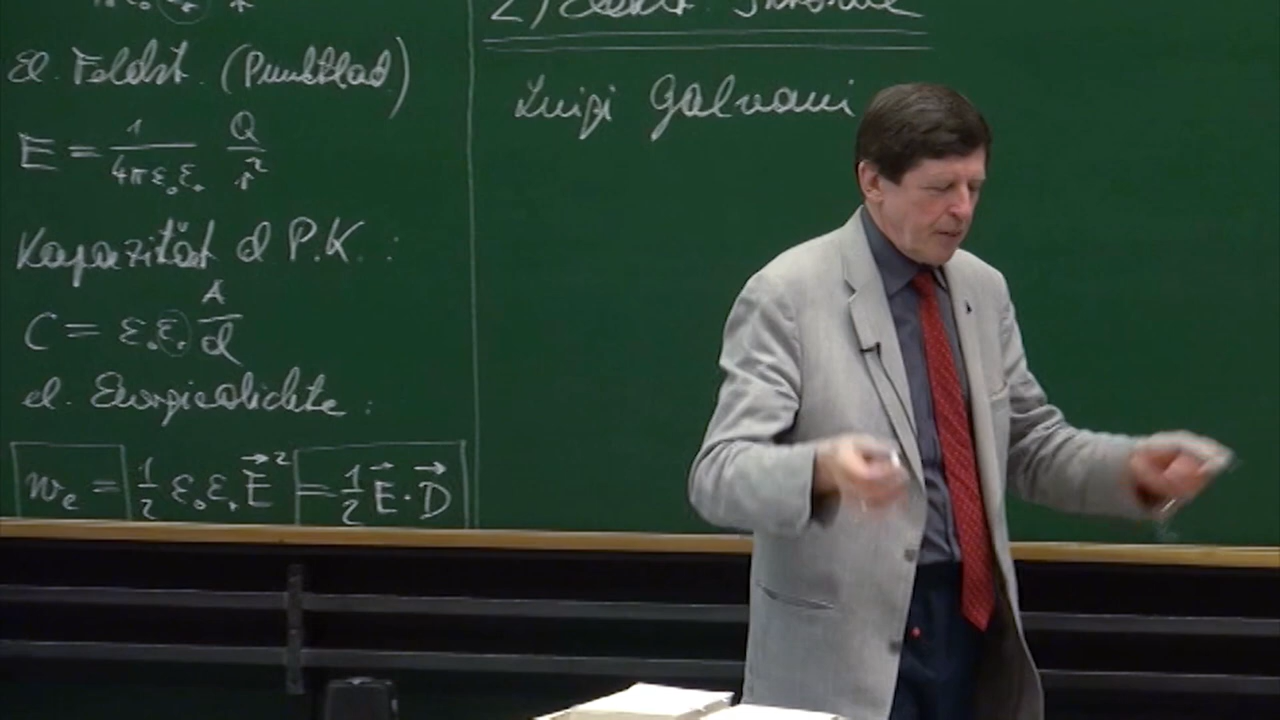 El. Feldst. (Punktlad)
E = 1/4πε₀εᵣ Q/r²
Kapazität d P.K. :
C = ε₀εᵣ A/d
el. Energiedichte :
wₑ = 1/2 ε₀εᵣ E⃗² = 1/2 E⃗ · D⃗
2) Elektr. Ströme
Luigi Galvani